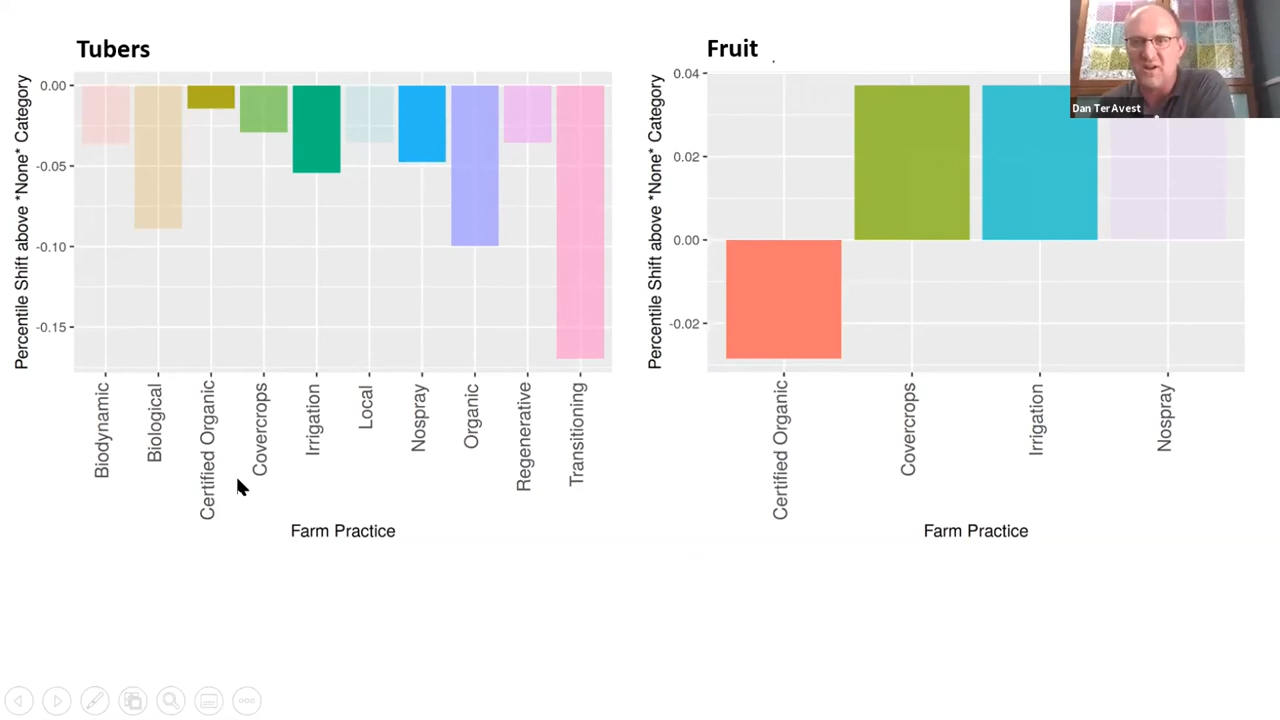 Tubers
Percentile Shift above *None* Category
0.00
-0.05
-0.10
-0.15
Biodynamic
Biological
Certified Organic
Covercrops
Irrigation
Local
Nospray
Organic
Regenerative
Transitioning
Farm Practice
Fruit
Percentile Shift above *None* Category
0.04
0.02
0.00
-0.02
Certified Organic
Covercrops
Irrigation
Nospray
Farm Practice
Dan TerAvest